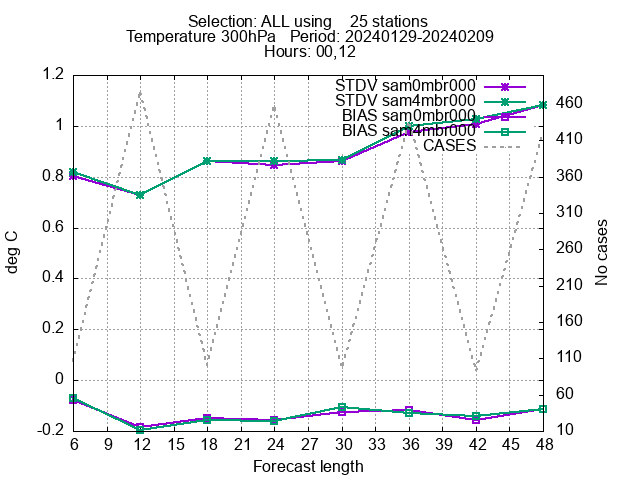 Selection: ALL using 25 stations
Temperature 300hPa Period: 20240129-20240209
Hours: 00,12
STDV sam0mbr000
STDV sam4mbr000
BIAS sam0mbr000
BIAS sam4mbr000
CASES
deg C
1.2
1
0.8
0.6
0.4
0.2
0
-0.2
No cases
460
410
360
310
260
210
160
110
60
10
6 9 12 15 18 21 24 27 30 33 36 39 42 45 48
Forecast length